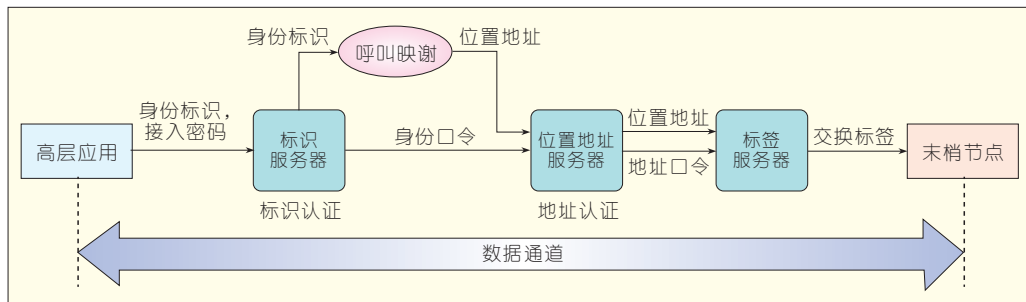 身份标识
呼叫映谢
位置地址
身份标识，
接入密码
高层应用
标识
服务器
身份口令
位置地址
服务器
位置地址
地址口令
标签
服务器
交换标签
末梢节点
标识认证
地址认证
数据通道